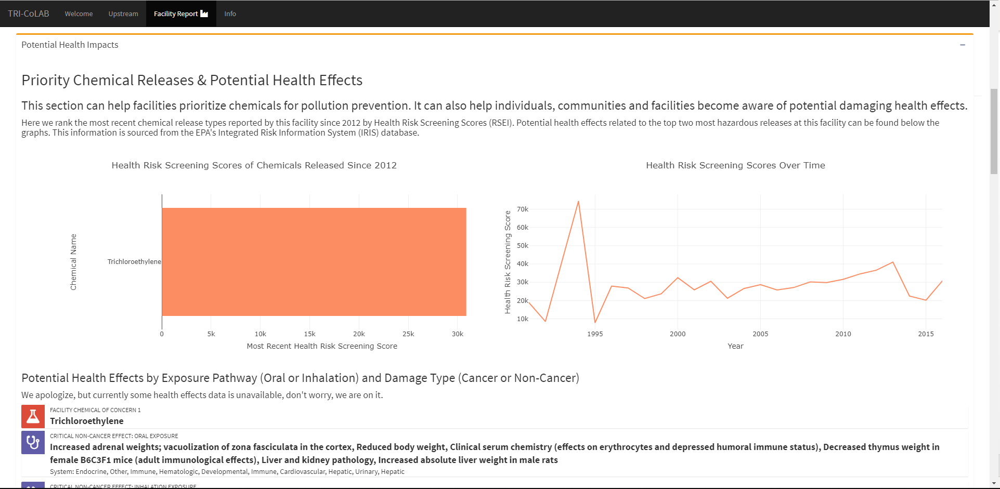 TRI-CoLAB Welcome Upstream Facility Report Info
Potential Health Impacts
Priority Chemical Releases & Potential Health Effects
This section can help facilities prioritize chemicals for pollution prevention. It can also help individuals, communities and facilities become aware of potential damaging health effects.
Here we rank the most recent chemical release types reported by this facility since 2012 by Health Risk Screening Scores (RSEI). Potential health effects related to the top two most hazardous releases at this facility can be found below the
graphs. This information is sourced from the EPA's Integrated Risk Information System (IRIS) database.
Health Risk Screening Scores of Chemicals Released Since 2012
Chemical Name
Trichloroethylene
0 5k 10k 15k 20k 25k 30k
Most Recent Health Risk Screening Score
Health Risk Screening Scores Over Time
Health Risk Screening Score
70k
60k
50k
40k
30k
20k
10k
1995 2000 2005 2010 2015
Year
Potential Health Effects by Exposure Pathway (Oral or Inhalation) and Damage Type (Cancer or Non-Cancer)
We apologize, but currently some health effects data is unavailable, don't worry, we are on it.
FACILITY CHEMICAL OF CONCERN 1
Trichloroethylene
CRITICAL NON-CANCER EFFECT: ORAL EXPOSURE
Increased adrenal weights; vacuolization of zona fasciculata in the cortex, Reduced body weight, Clinical serum chemistry (effects on erythrocytes and depressed humoral immune status), Decreased thymus weight in
female B6C3F1 mice (adult immunological effects), Liver and kidney pathology, Increased absolute liver weight in male rats
System: Endocrine, Other, Immune, Hematologic, Developmental, Immune, Cardiovascular, Hepatic, Urinary, Hepatic
CRITICAL NON-CANCER EFFECT: INHALATION EXPOSURE